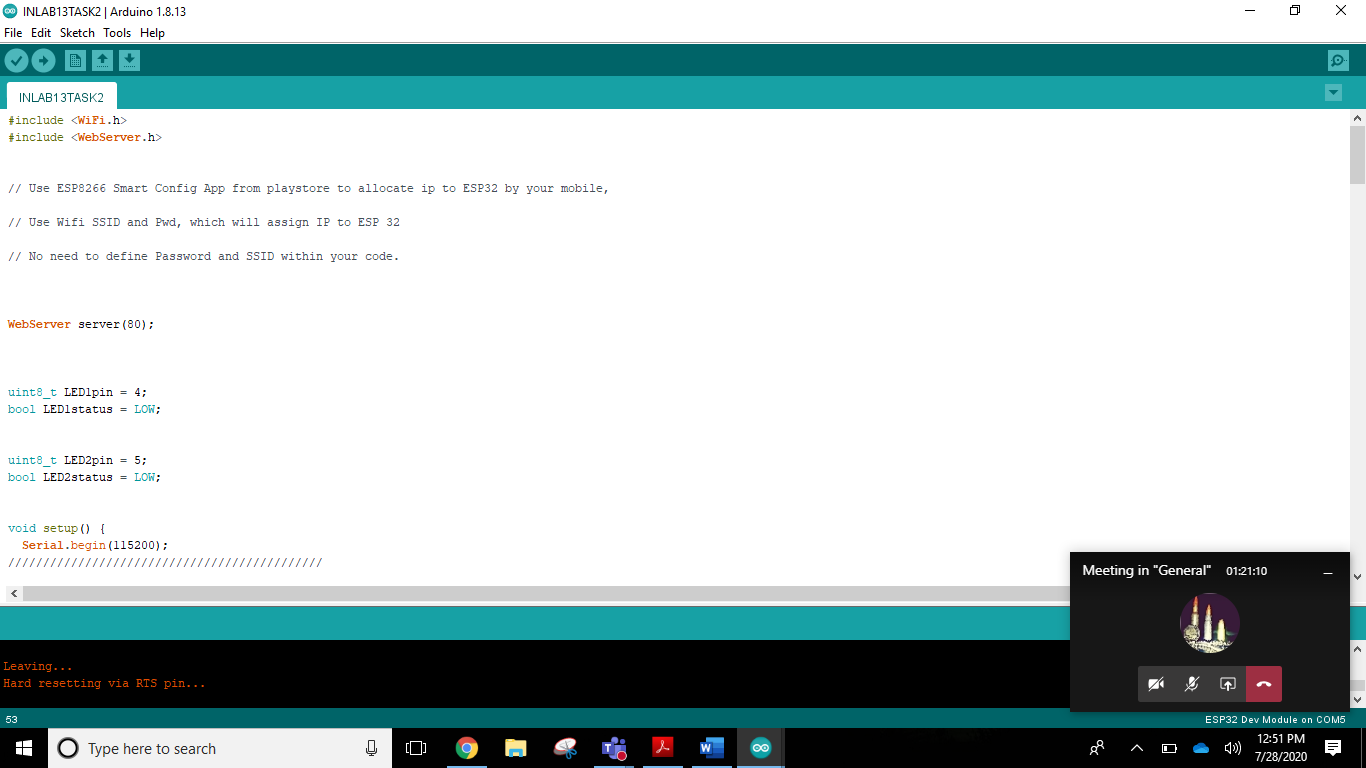 INLAB13TASK2 | Arduino 1.8.13
File Edit Sketch Tools Help
INLAB13TASK2
#include <WiFi.h>
#include <WebServer.h>
// Use ESP8266 Smart Config App from playstore to allocate ip to ESP32 by your mobile,
// Use Wifi SSID and Pwd, which will assign IP to ESP 32
// No need to define Password and SSID within your code.
WebServer server(80);
uint8_t LED1pin = 4;
bool LED1status = LOW;
uint8_t LED2pin = 5;
bool LED2status = LOW;
void setup() {
Serial.begin(115200);
/////////////////////////////////////////////
Meeting in "General" 01:21:10
Leaving...
Hard resetting via RTS pin...
53
ESP32 Dev Module on COM5
Type here to search
12:51 PM
7/28/2020